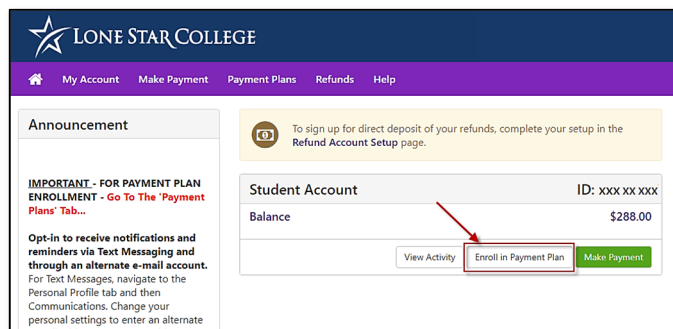 LONE STAR COLLEGE
My Account Make Payment Payment Plans Refunds Help
Announcement
IMPORTANT - FOR PAYMENT PLAN
ENROLLMENT - Go To The 'Payment
Plans' Tab...
Opt-in to receive notifications and
reminders via Text Messaging and
through an alternate e-mail account.
For Text Messages, navigate to the
Personal Profile tab and then
Communications. Change your
personal settings to enter an alternate
To sign up for direct deposit of your refunds, complete your setup in the
Refund Account Setup page.
Student Account ID: xxx xx xxx
Balance $288.00
View Activity Enroll in Payment Plan Make Payment